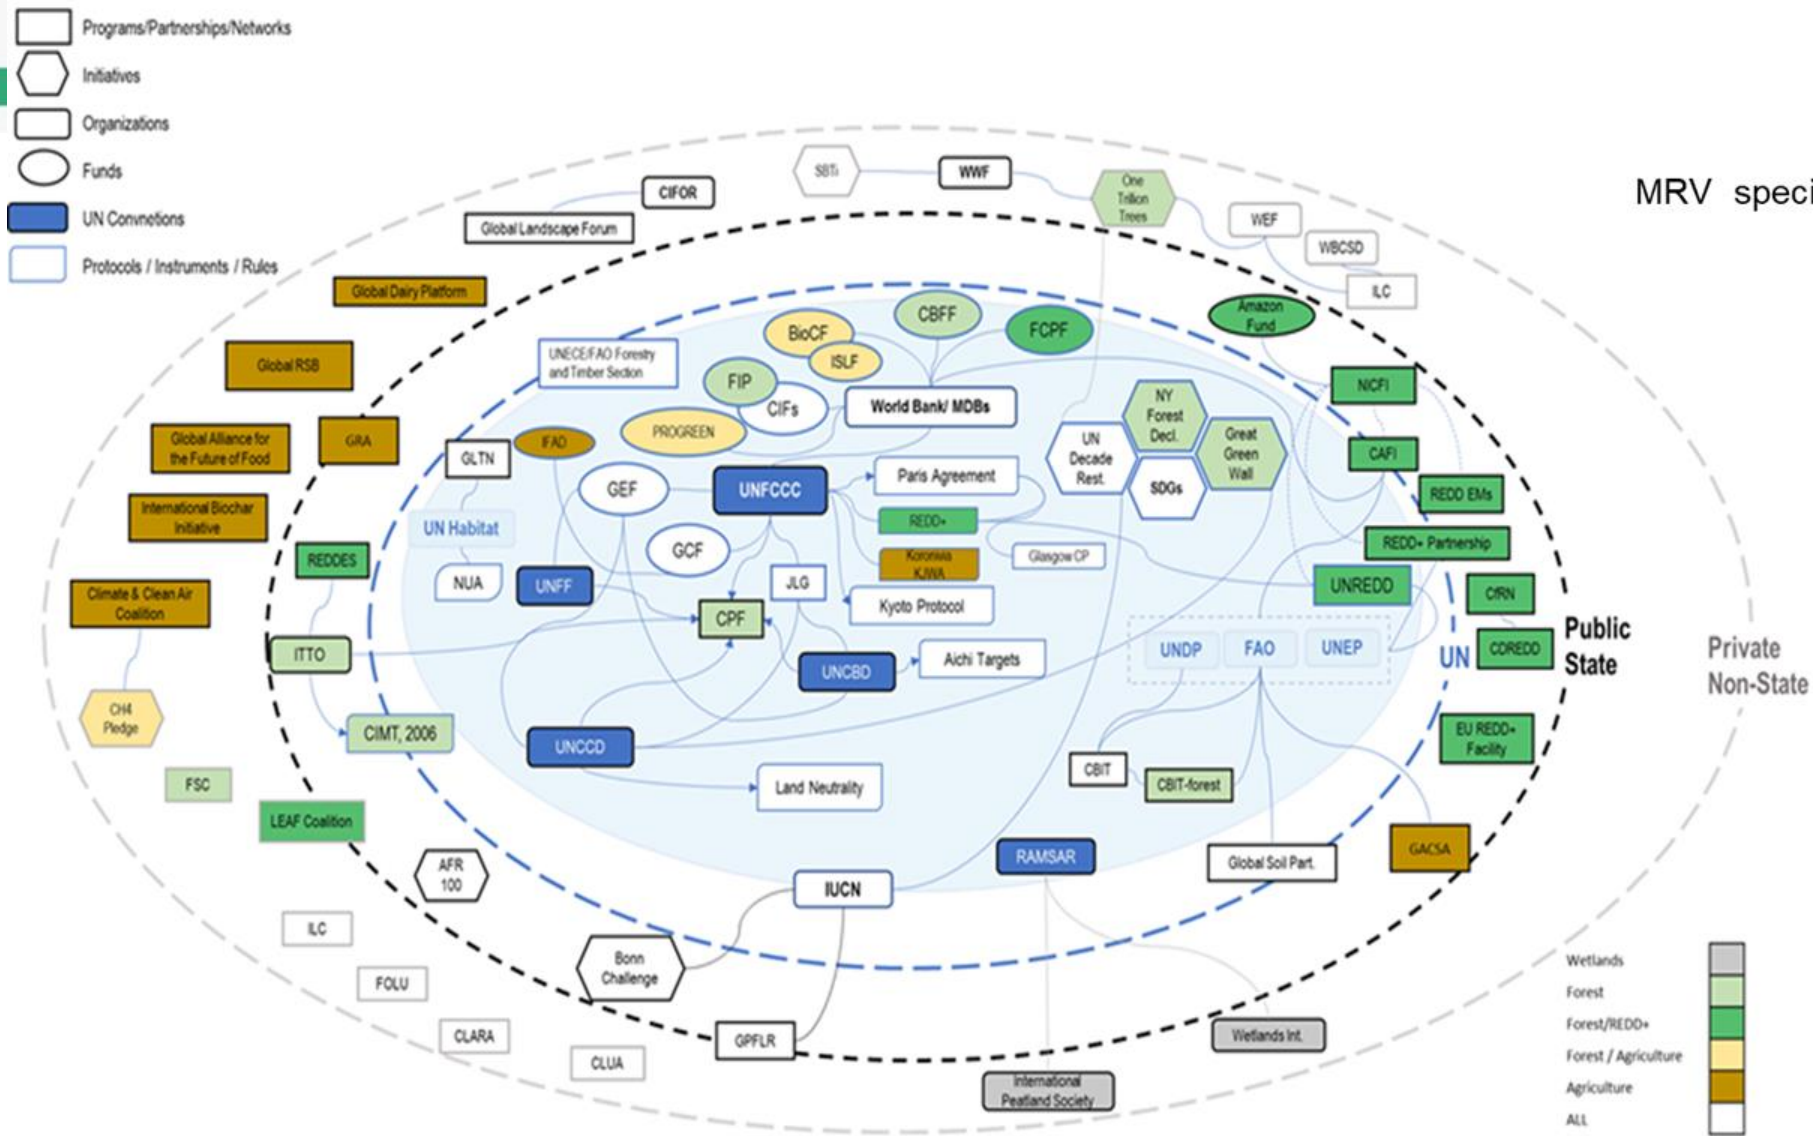 Programs/Partnerships/Networks
Initiatives
Organizations
Funds
UN Convnetions
Protocols / Instruments / Rules
MRV speci
SBTi
WWF
CIFOR
One
Trillion
Trees
Global Landscape Forum
WEF
WBCSD
ILC
Global Dairy Platform
Amazon
Fund
BioCF
CBFF
FCPF
ISLF
UNECE/FAO Forestry
and Timber Section
Global RSB
FIP
CIFs
World Bank/ MDBs
NICFI
NY
Forest
Decl.
PROGREEN
IFAD
GRA
Global Alliance for
the Future of Food
GLTN
UN
Decade
Rest.
Great
Green
Wall
SDGs
CAFI
GEF
UNFCCC
Paris Agreement
REDD EMs
International Biochar
Initiative
UN Habitat
REDD+
REDD+ Partnership
GCF
Koronwa
KJWA
Glasgow CP
REDDES
NUA
UNFF
JLG
UNREDD
CfRN
Climate & Clean Air
Coalition
Kyoto Protocol
CPF
Public
State
ITTO
UNDP
FAO
UNEP
UN
CDREDD
Private
Non-State
UNCBD
Aichi Targets
CH4
Pledge
CIMT, 2006
UNCCD
EU REDD+
Facility
CBIT
CBIT-forest
FSC
Land Neutrality
LEAF Coalition
GACSA
RAMSAR
Global Soil Part.
AFR
100
IUCN
ILC
Bonn
Challenge
FOLU
CLARA
GPFLR
CLUA
Wetlands Int.
International
Peatland Society
Wetlands
Forest
Forest/REDD+
Forest / Agriculture
Agriculture
ALL